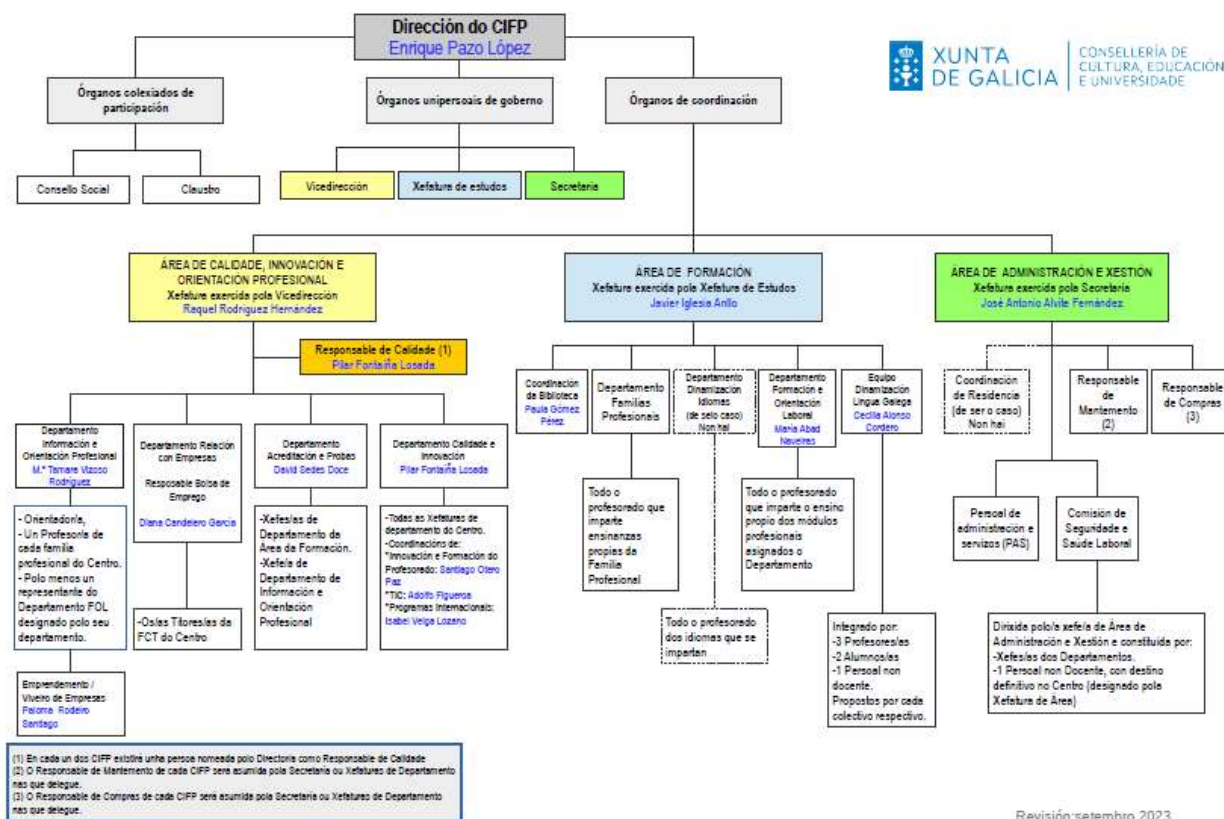 Dirección do CIFP
Enrique Pazo López
XUNTA
DE GALICIA
CONSELLERÍA DE
CULTURA, EDUCACIÓN
E UNIVERSIDADE
Órganos colexiados de
participación
Órganos unipersoais de goberno
Órganos de coordinación
Consello Social
Claustro
Vicedirección
Xefatura de estudos
Secretaria
ÁREA DE CALIDADE, INNOVACIÓN E
ORIENTACIÓN PROFESIONAL
Xefature exercida pola Vicedirección
Raquel Rodriguez Hernández
ÁREA DE FORMACIÓN
Xefature exercida pola Xefatura de Estudos
Javier Iglesia Anllo
ÁREA DE ADMINISTRACIÓN E XESTIÓN
Xefatura exercida pola Secretaria
José Antonio Alvite Fernández
Responsable de Calidade (1)
Pilar Fontaiña Losada
Departamento
Información e
Orientación Profesional
M.ª Tamara Vizoso
Rodríguez
Departamento Relación
con Empresas
Resposable Bolsa de
Emprego
Diana Candelero García
Departamento
Acreditación e Probas
David Sedes Doce
Departamento Calidade e
Innovación
Pilar Fontaiña Losada
Coordinación
da Biblioteca
Paula Gómez
Pérez
Departamento
Familias
Profesionais
Departamento
Dinamización
Idiomas
(de selo caso)
Non hai
Departamento
Formación e
Orientación
Laboral
María Abad
Naveiras
Equipo
Dinamización
Lingua Galega
Cecilia Alonso
Cordero
Coordinación
de Residencia
(de ser o caso)
Non hai
Responsable
de
Mantemento
(2)
Responsable
de Compras
(3)
- Orientador/a,
- Un Profesor/a de
cada familia
profesional do Centro.
- Polo menos un
representante do
Departamento FOL
designado polo seu
departamento.
-Os/as Titores/as da
FCT do Centro
-Xefes/as de
Departamento da
Área da Formación.
-Xefe/a de
Departamento de
Información e
Orientación
Profesional
-Todas as Xefaturas de
departamento do Centro.
-Coordinacións de:
*Innovación e Formación do
Profesorado: Santiago Otero
Paz
*TIC: Adolfo Figueroa
*Programas Internacionais:
Isabel Veiga Lozano
Todo o
profesorado que
imparte
ensinanzas
propias da
Familia
Profesional
Todo o profesorado
dos idiomas que se
impartan
Todo o profesorado
que imparte o ensino
propio dos módulos
profesionais
asignados o
Departamento
Integrado por:
-3 Profesores/as
-2 Alumnos/as
-1 Persoal non
docente.
Propostos por cada
colectivo respectivo.
Persoal de
administración e
servizos (PAS)
Comisión de
Seguridade e
Saúde Laboral
Dirixida polo/a xefe/a de Área de
Administración e Xestión e constituída por:
-Xefes/as dos Departamentos.
-1 Persoal non Docente, con destino
definitivo no Centro (designado pola
Xefatura de Área)
Emprendemento /
Viveiro de Empresas
Paloma Rodeiro
Santiago
(1) En cada un dos CIFP existirá unha persoa nomeada polo Director/a como Responsable de Calidade
(2) O Responsable de Mantemento de cada CIFP será asumida pola Secretaria ou Xefaturas de Departamento
nas que delegue.
(3) O Responsable de Compras de cada CIFP será asumida pola Secretaria ou Xefaturas de Departamento
nas que delegue.
Revisión:setembro 2023